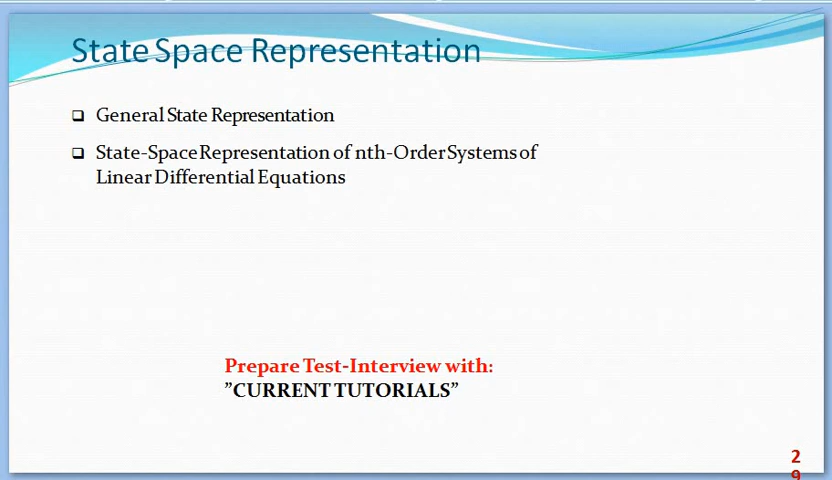 State Space Representation
General State Representation
State-Space Representation of nth-Order Systems of
Linear Differential Equations
Prepare Test-Interview with:
”CURRENT TUTORIALS”
2
9